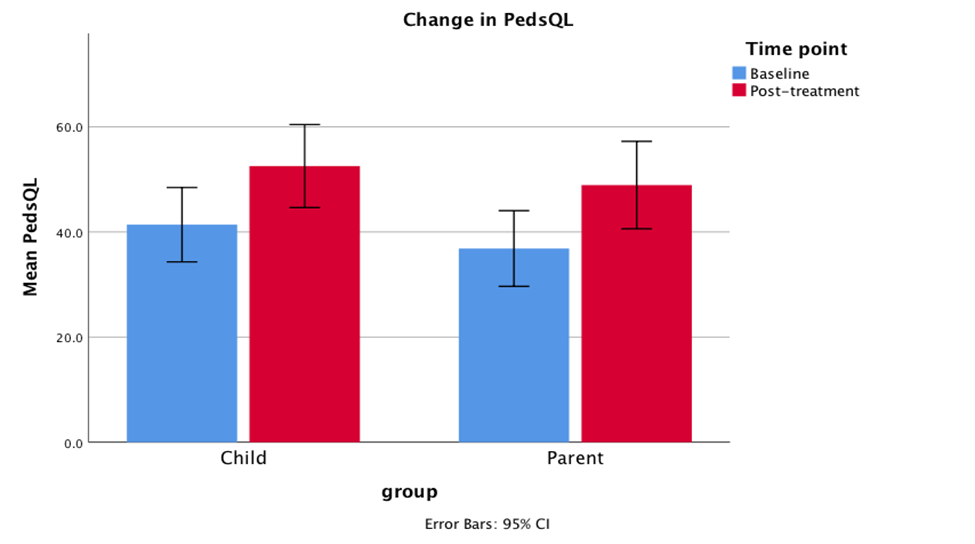 Change in PedsQL
Time point
Baseline
Post-treatment
Mean PedsQL
60.0
40.0
20.0
0.0
Child
Parent
group
Error Bars: 95% CI